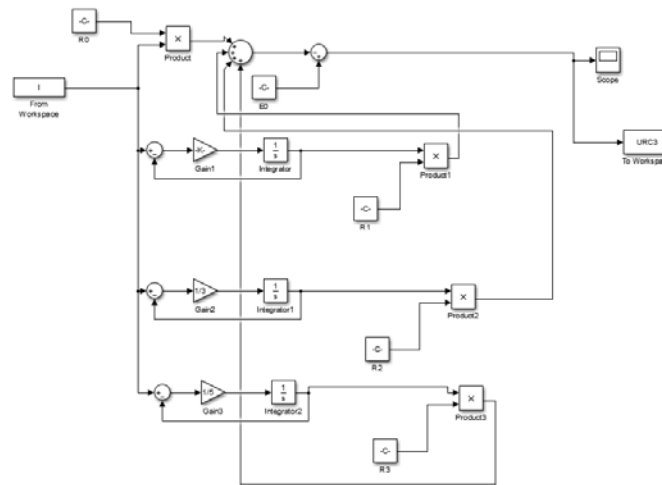 -C-
R0
×
Product
I
From
Workspace
-C-
E0
Scope
URC3
To Workspac
-K-
Gain1
1
s
Integrator
×
Product1
-C-
R1
1/3
Gain2
1
s
Integrator1
×
Product2
-C-
R2
1/5
Gain3
1
s
Integrator2
×
Product3
-C-
R3